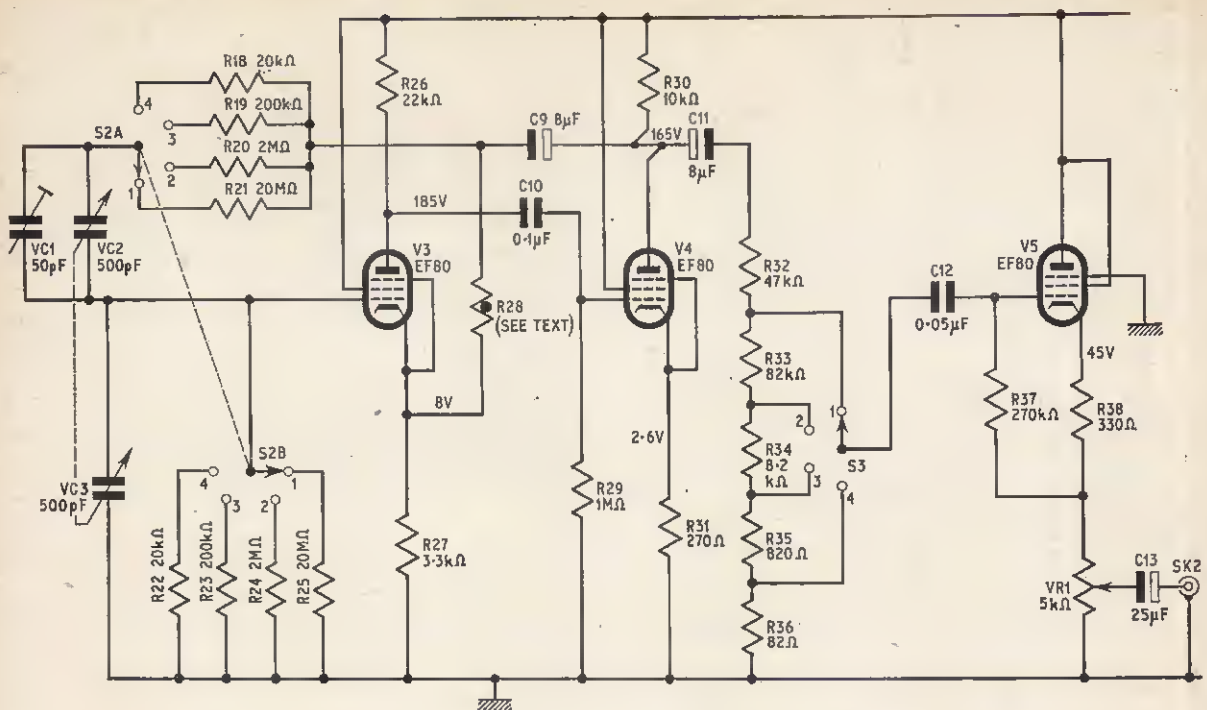 R18 20kΩ
4
R19 200kΩ
S2A
3
R20 2MΩ
2
R21 20MΩ
1
VC1
50pF
VC2
500pF
R26
22kΩ
C9 8µF
185V
C10
0·1µF
V3
EF80
R28
(SEE TEXT)
8V
R30
10kΩ
165V
C11
8µF
V4
EF80
R32
47kΩ
R33
82kΩ
2·6V
R34
8·2
kΩ
1
2
3
4
S3
R35
820Ω
R36
82Ω
C12
0·05µF
V5
EF80
45V
R37
270kΩ
R38
330Ω
VC3
500pF
S2B
4
3
2
1
R22 20kΩ
R23 200kΩ
R24 2MΩ
R25 20MΩ
R27
3·3kΩ
R29
1MΩ
R31
270Ω
VR1
5kΩ
C13
25µF
SK2